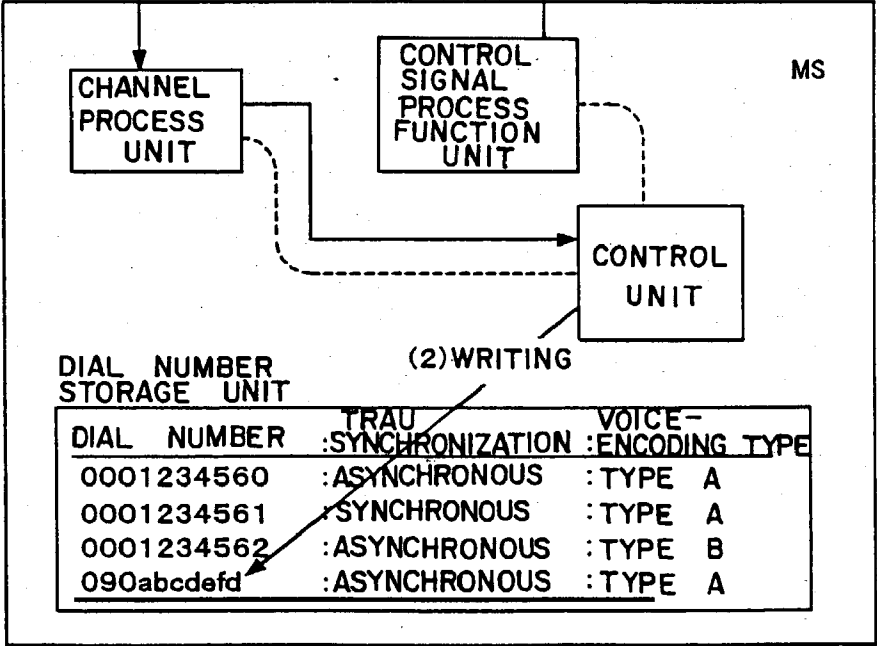 CHANNEL
PROCESS
UNIT
CONTROL
SIGNAL
PROCESS
FUNCTION
UNIT
MS
CONTROL
UNIT
(2)WRITING
DIAL NUMBER
STORAGE UNIT
DIAL NUMBER :TRAU SYNCHRONIZATION :VOICE-ENCODING TYPE
0001234560 :ASYNCHRONOUS :TYPE A
0001234561 :SYNCHRONOUS :TYPE A
0001234562 :ASYNCHRONOUS :TYPE B
090abcdefd :ASYNCHRONOUS :TYPE A